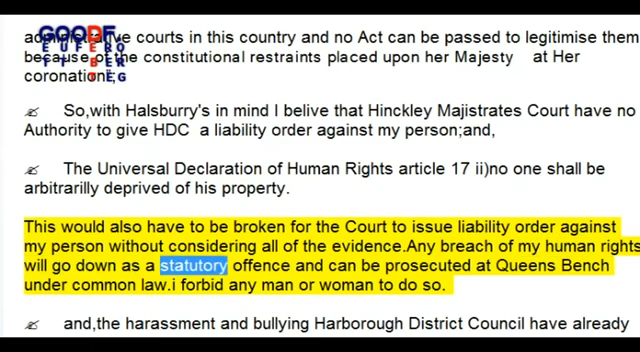 GOODF
E U F E R O
T T B B E R
T E G
administrative courts in this country and no Act can be passed to legitimise them
because of the constitutional restraints placed upon her Majesty at Her
coronation;
So,with Halsburry's in mind I belive that Hinckley Majistrates Court have no
Authority to give HDC a liability order against my person;and,
The Universal Declaration of Human Rights article 17 ii)no one shall be
arbitrarilly deprived of his property.
This would also have to be broken for the Court to issue liability order against
my person without considering all of the evidence.Any breach of my human rights
will go down as a statutory offence and can be prosecuted at Queens Bench
under common law.i forbid any man or woman to do so.
and,the harassment and bullying Harborough District Council have already